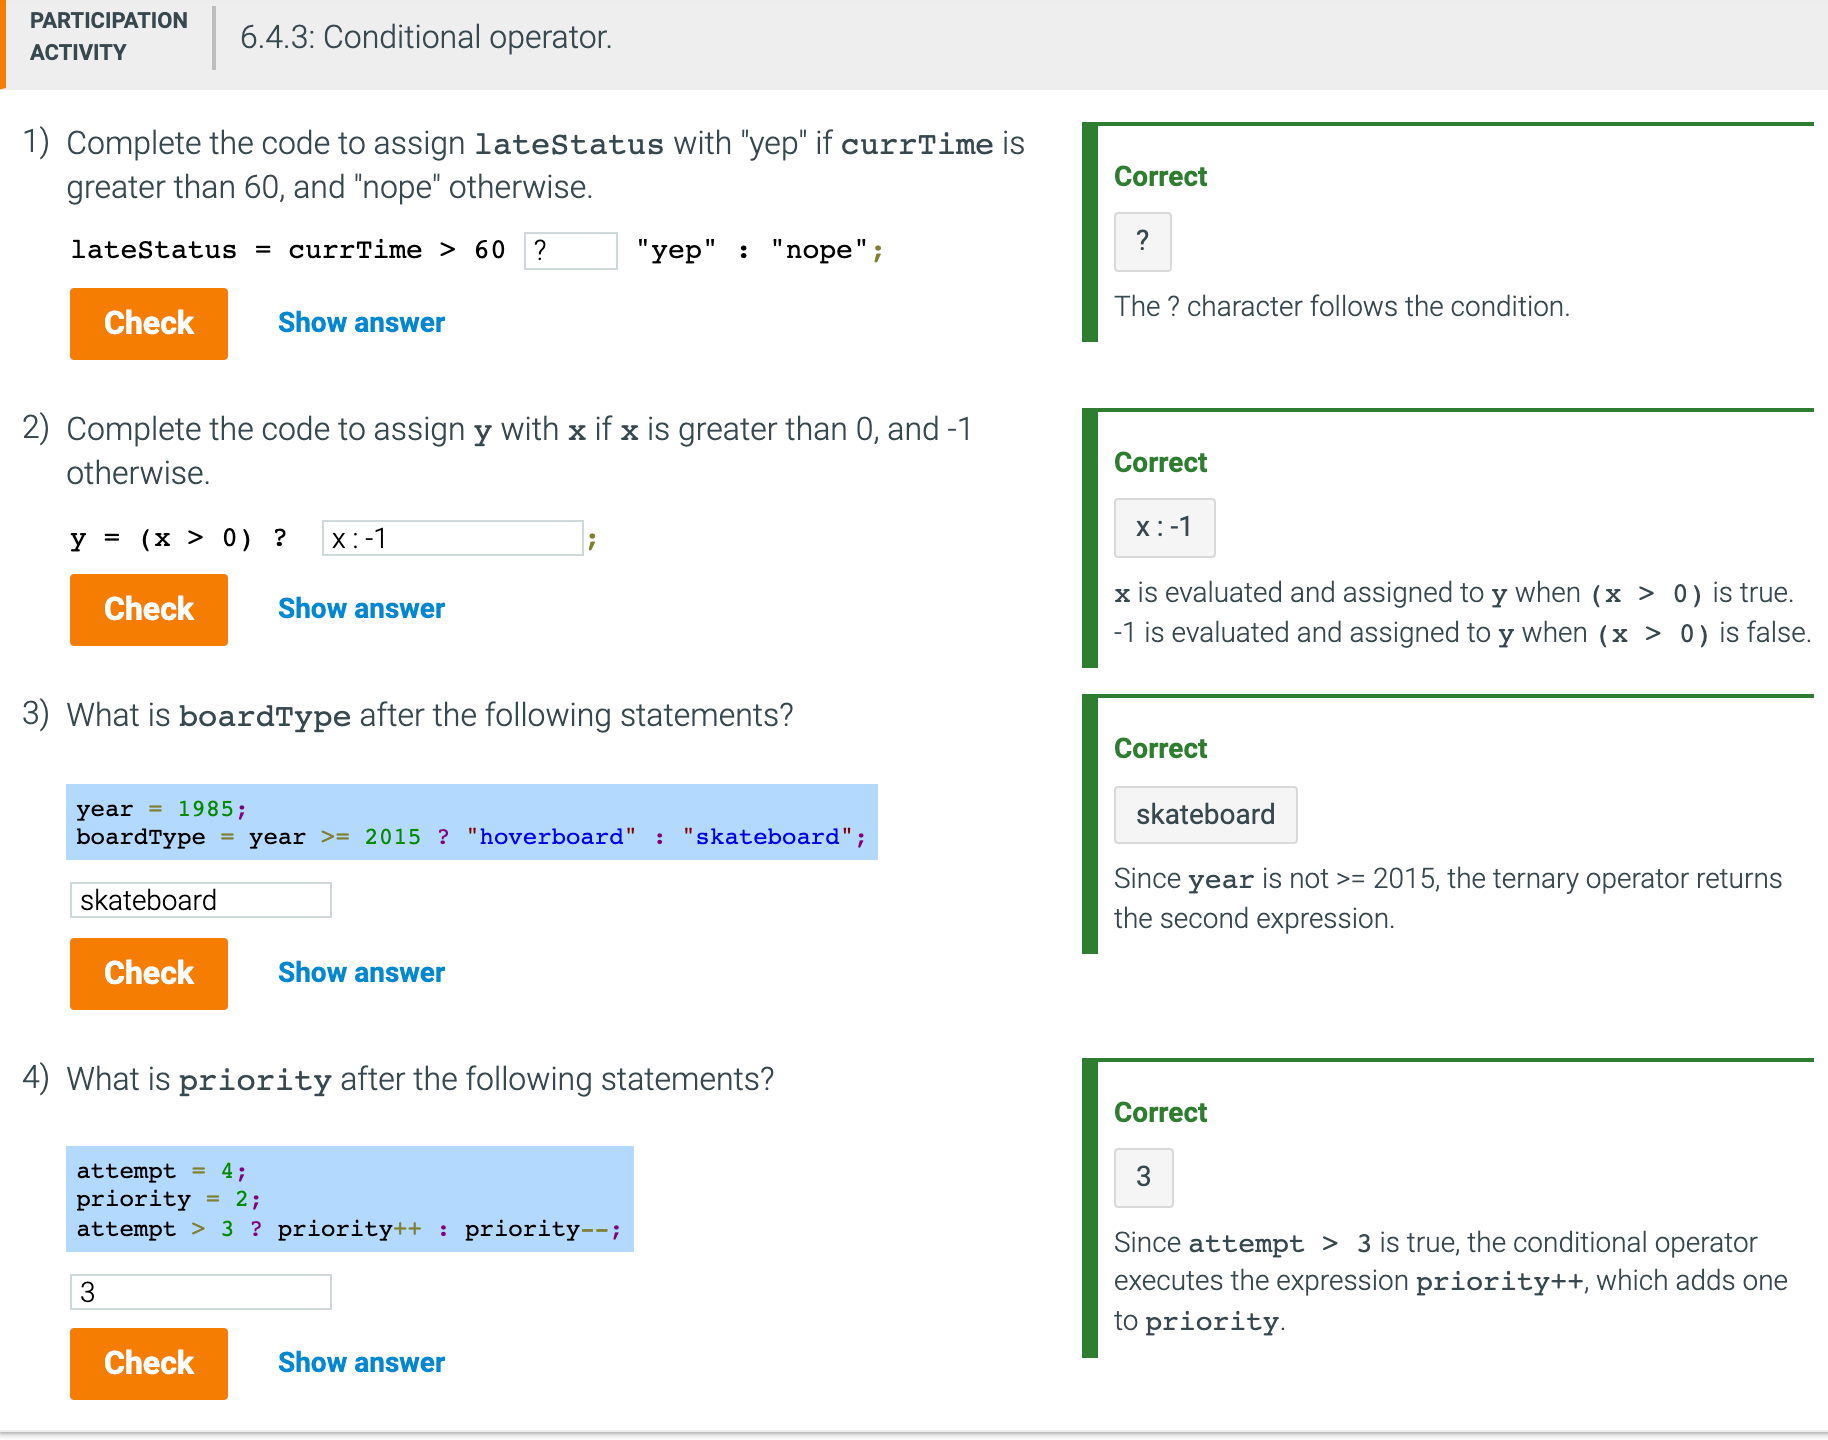 PARTICIPATION
ACTIVITY
6.4.3: Conditional operator.
1) Complete the code to assign lateStatus with "yep" if currTime is
greater than 60, and "nope" otherwise.
lateStatus = currTime > 60 ? "yep" : "nope";
Check Show answer
Correct
?
The ? character follows the condition.
2) Complete the code to assign y with x if x is greater than 0, and -1
otherwise.
y = (x > 0) ? x : -1 ;
Check Show answer
Correct
x : -1
x is evaluated and assigned to y when (x > 0) is true.
-1 is evaluated and assigned to y when (x > 0) is false.
3) What is boardType after the following statements?
year = 1985;
boardType = year >= 2015 ? "hoverboard" : "skateboard";
skateboard
Check Show answer
Correct
skateboard
Since year is not >= 2015, the ternary operator returns
the second expression.
4) What is priority after the following statements?
attempt = 4;
priority = 2;
attempt > 3 ? priority++ : priority--;
3
Check Show answer
Correct
3
Since attempt > 3 is true, the conditional operator
executes the expression priority++, which adds one
to priority.